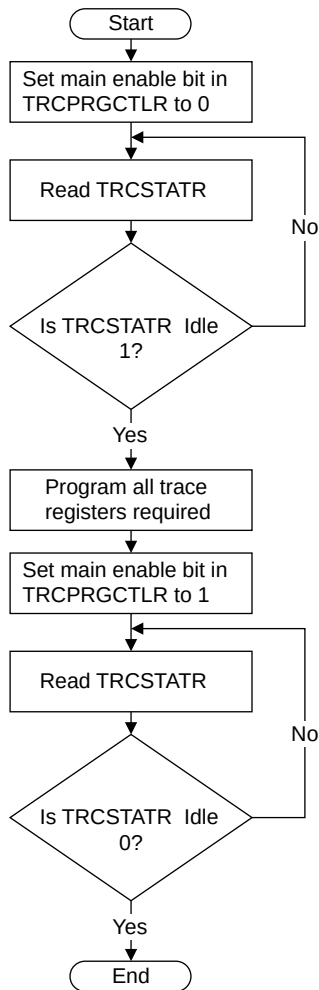 Start
Set main enable bit in
TRCPRGCTLR to 0
Read TRCSTATR
No
Is TRCSTATR Idle
1?
Yes
Program all trace
registers required
Set main enable bit in
TRCPRGCTLR to 1
Read TRCSTATR
No
Is TRCSTATR Idle
0?
Yes
End